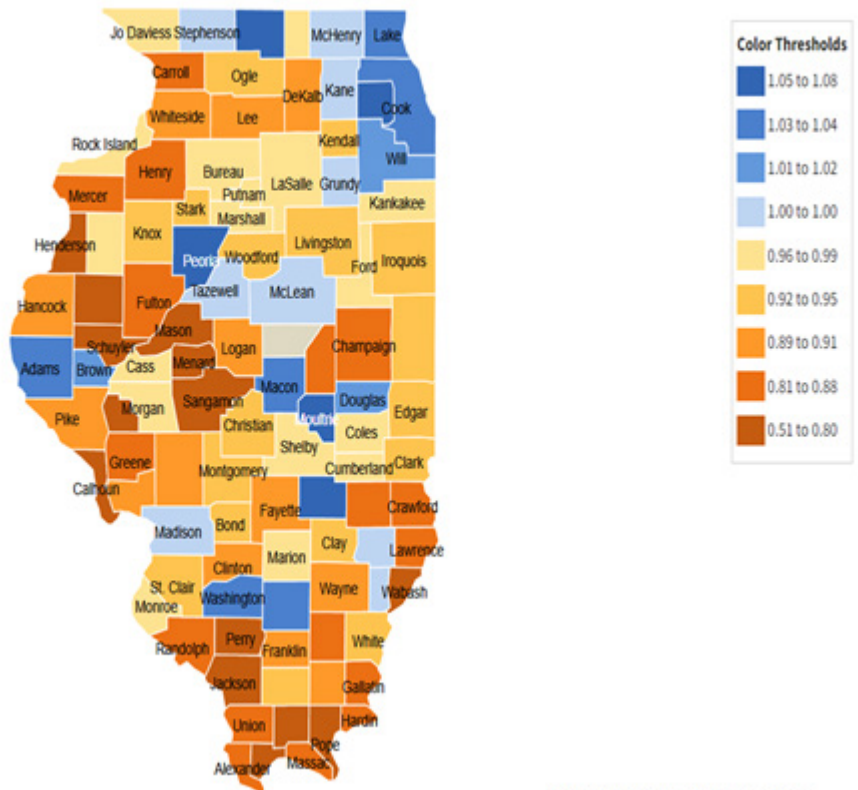 Jo Daviess Stephenson McHenry Lake
Carroll Ogle DeKalb Kane Cook
Whiteside Lee Kendall Will
Rock Island Henry Bureau LaSalle Grundy
Mercer Putnam Kankakee
Stark Marshall
Henderson Knox Peoria Woodford Livingston Ford Iroquois
Hancock Fulton Tazewell McLean
Mason
Schuyler Logan Champaign
Adams Brown Cass Menard Macon Douglas
Pike Morgan Sangamon Christian Moultrie Edgar
Shelby Coles
Greene Montgomery Cumberland Clark
Calhoun Fayette Crawford
Madison Bond Clay Lawrence
Clinton Marion
St. Clair Washington Wayne Wabash
Monroe
Randolph Perry Franklin White
Jackson Gallatin
Union Hardin
Pope
Alexander Massac
Color Thresholds
1.05 to 1.08
1.03 to 1.04
1.01 to 1.02
1.00 to 1.00
0.96 to 0.99
0.92 to 0.95
0.89 to 0.91
0.81 to 0.88
0.51 to 0.80